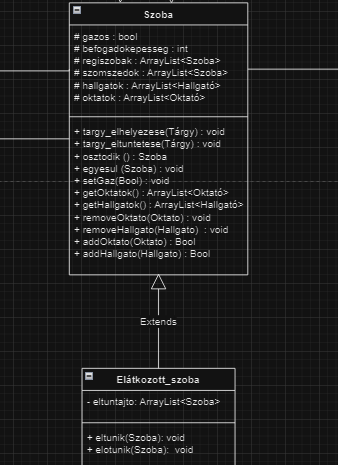 Szoba
# gazos : bool
# befogadokepesseg : int
# regiszobak : ArrayList<Szoba>
# szomszedok : ArrayList<Szoba>
# hallgatok : ArrayList<Hallgató>
# oktatok : ArrayList<Oktató>
+ targy_elhelyezese(Tárgy) : void
+ targy_eltuntetese(Tárgy) : void
+ osztodik () : Szoba
+ egyesul (Szoba) : void
+ setGaz(Bool) : void
+ getOktatok() : ArrayList<Oktató>
+ getHallgatok() : ArrayList<Hallgató>
+ removeOktato(Oktato) : void
+ removeHallgato(Hallgato) : void
+ addOktato(Oktato) : Bool
+ addHallgato(Hallgato) : Bool
Extends
Elátkozott_szoba
- eltuntajto: ArrayList<Szoba>
+ eltunik(Szoba): void
+ elotunik(Szoba): void